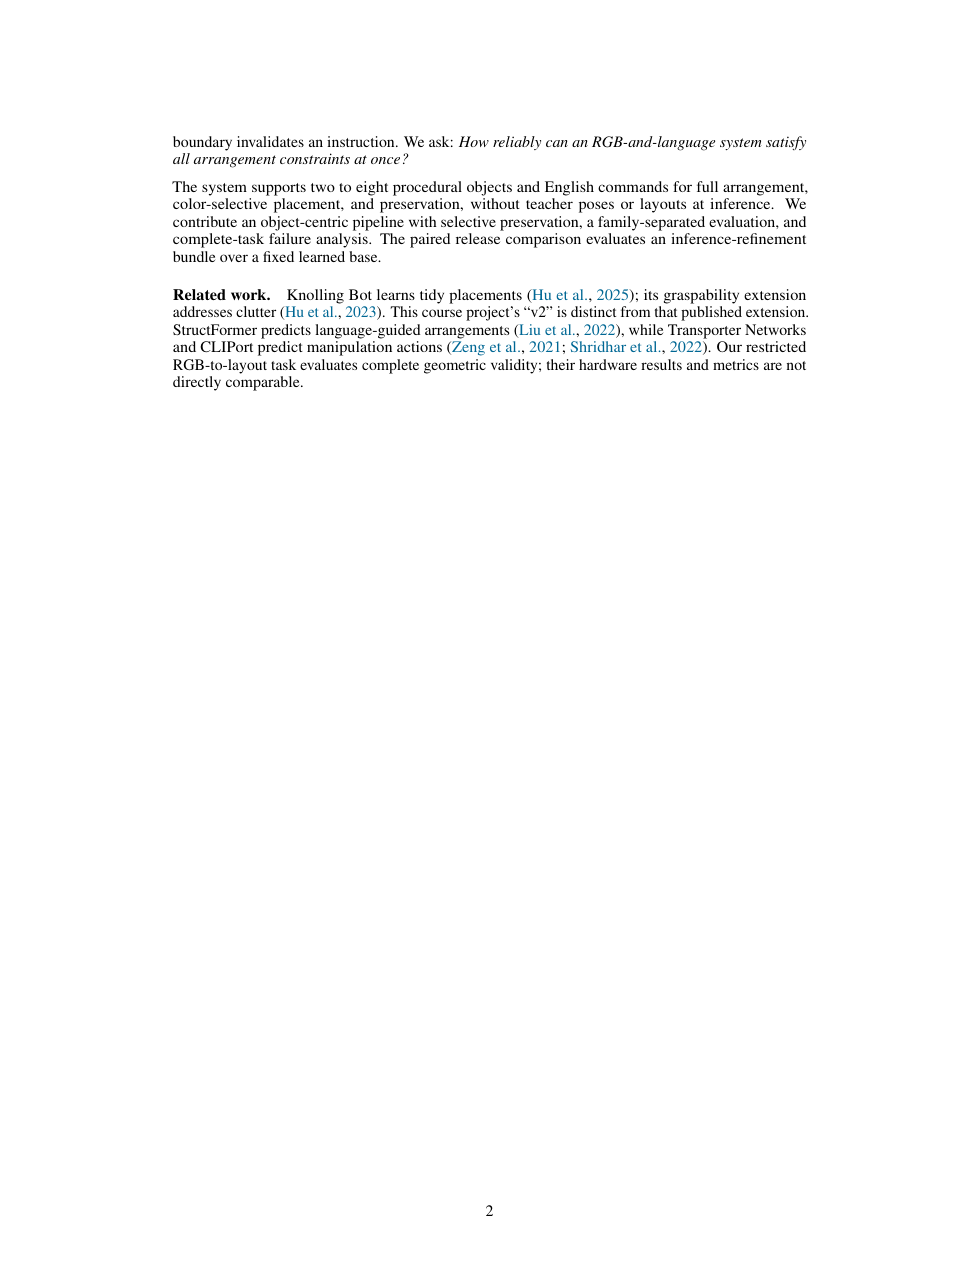 boundary invalidates an instruction. We ask: How reliably can an RGB-and-language system satisfy
all arrangement constraints at once?
The system supports two to eight procedural objects and English commands for full arrangement,
color-selective placement, and preservation, without teacher poses or layouts at inference. We
contribute an object-centric pipeline with selective preservation, a family-separated evaluation, and
complete-task failure analysis. The paired release comparison evaluates an inference-refinement
bundle over a fixed learned base.
Related work. Knolling Bot learns tidy placements (Hu et al., 2025); its graspability extension
addresses clutter (Hu et al., 2023). This course project's “v2” is distinct from that published extension.
StructFormer predicts language-guided arrangements (Liu et al., 2022), while Transporter Networks
and CLIPort predict manipulation actions (Zeng et al., 2021; Shridhar et al., 2022). Our restricted
RGB-to-layout task evaluates complete geometric validity; their hardware results and metrics are not
directly comparable.
2